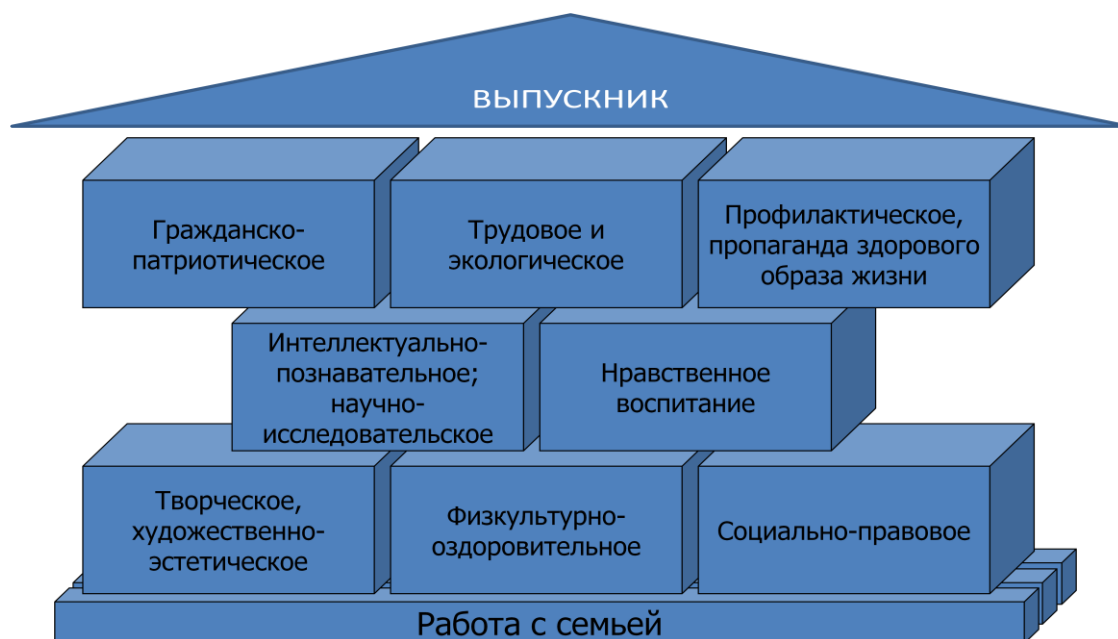 ВЫПУСКНИК
Гражданско-
патриотическое
Трудовое и
экологическое
Профилактическое,
пропаганда здорового
образа жизни
Интеллектуально-
познавательное;
научно-
исследовательское
Нравственное
воспитание
Творческое,
художественно-
эстетическое
Физкультурно-
оздоровительное
Социально-правовое
Работа с семьей